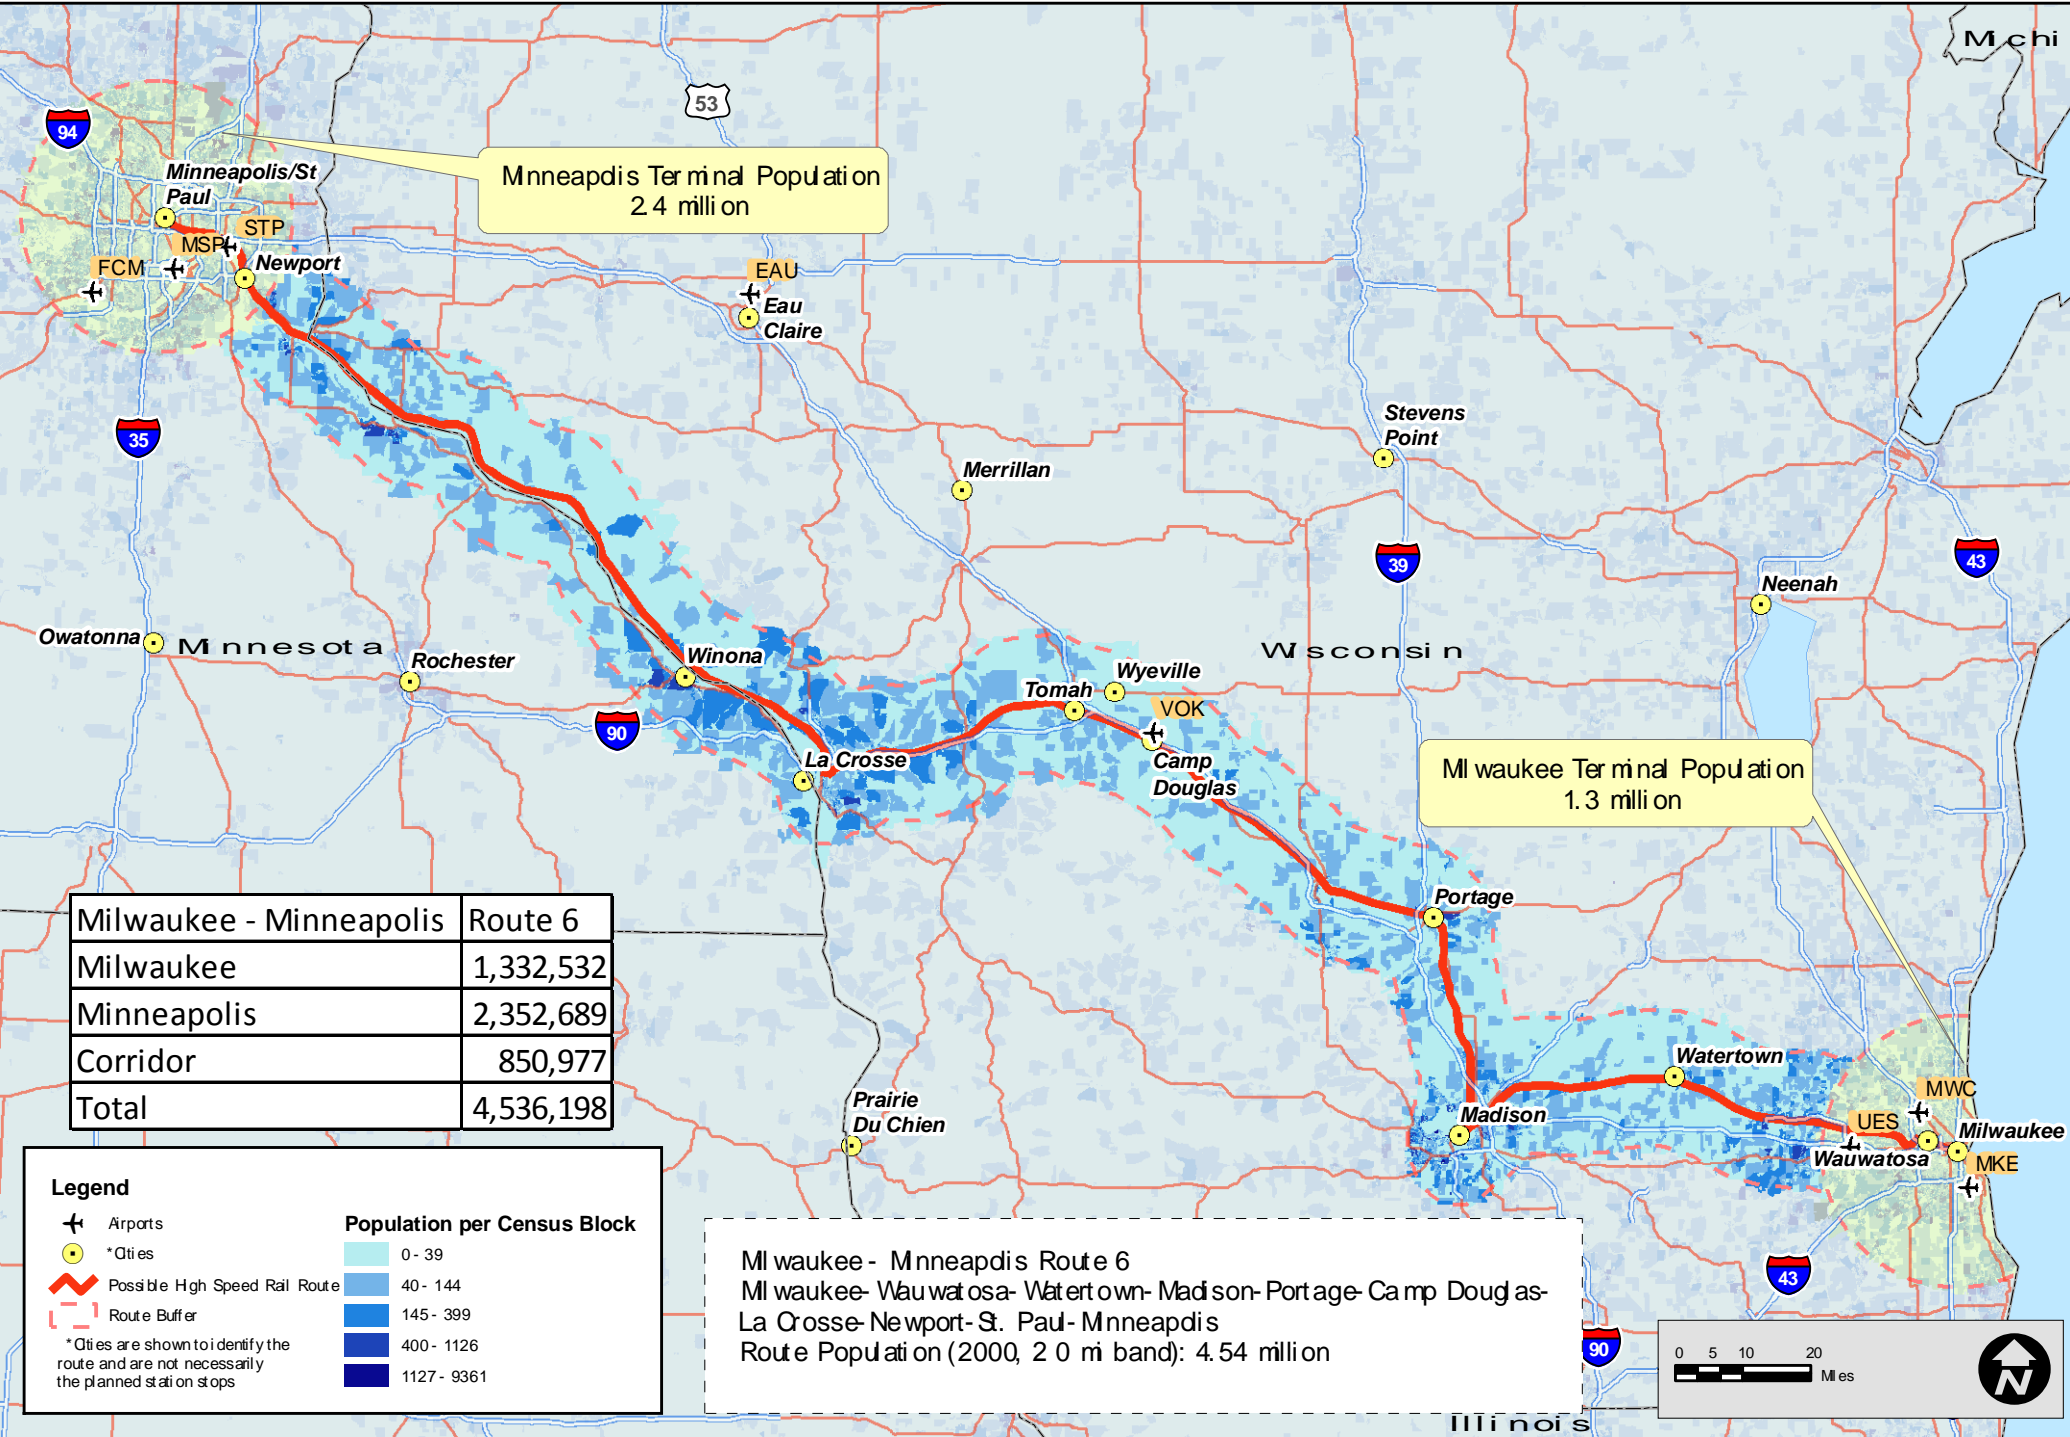 Michi
53
94
Minneapolis/St
Paul
Minneapolis Terminal Population
2.4 million
STP
MSP
FCM
Newport
EAU
Eau
Claire
35
Stevens
Point
Merrillan
39
43
Neenah
Owatonna
Minnesota
Rochester
Winona
Wisconsin
Wyeville
Tomah
VOK
90
La Crosse
Camp
Douglas
Milwaukee Terminal Population
1.3 million
Portage
Milwaukee - Minneapolis Route 6
Milwaukee 1,332,532
Minneapolis 2,352,689
Corridor 850,977
Total 4,536,198
Watertown
Prairie
Du Chien
Madison
MWC
UES
Milwaukee
Wauwatosa
MKE
Legend
Airports
*Cities
Possible High Speed Rail Route
Route Buffer
*Cities are shown to identify the
route and are not necessarily
the planned station stops
Population per Census Block
0 - 39
40 - 144
145 - 399
400 - 1126
1127 - 9361
Milwaukee - Minneapolis Route 6
Milwaukee-Wauwatosa-Watertown-Madison-Portage-Camp Douglas-
La Crosse-Newport-St. Paul-Minneapolis
Route Population (2000, 20 mi band): 4.54 million
43
90
0 5 10 20
Miles
N
Illinois